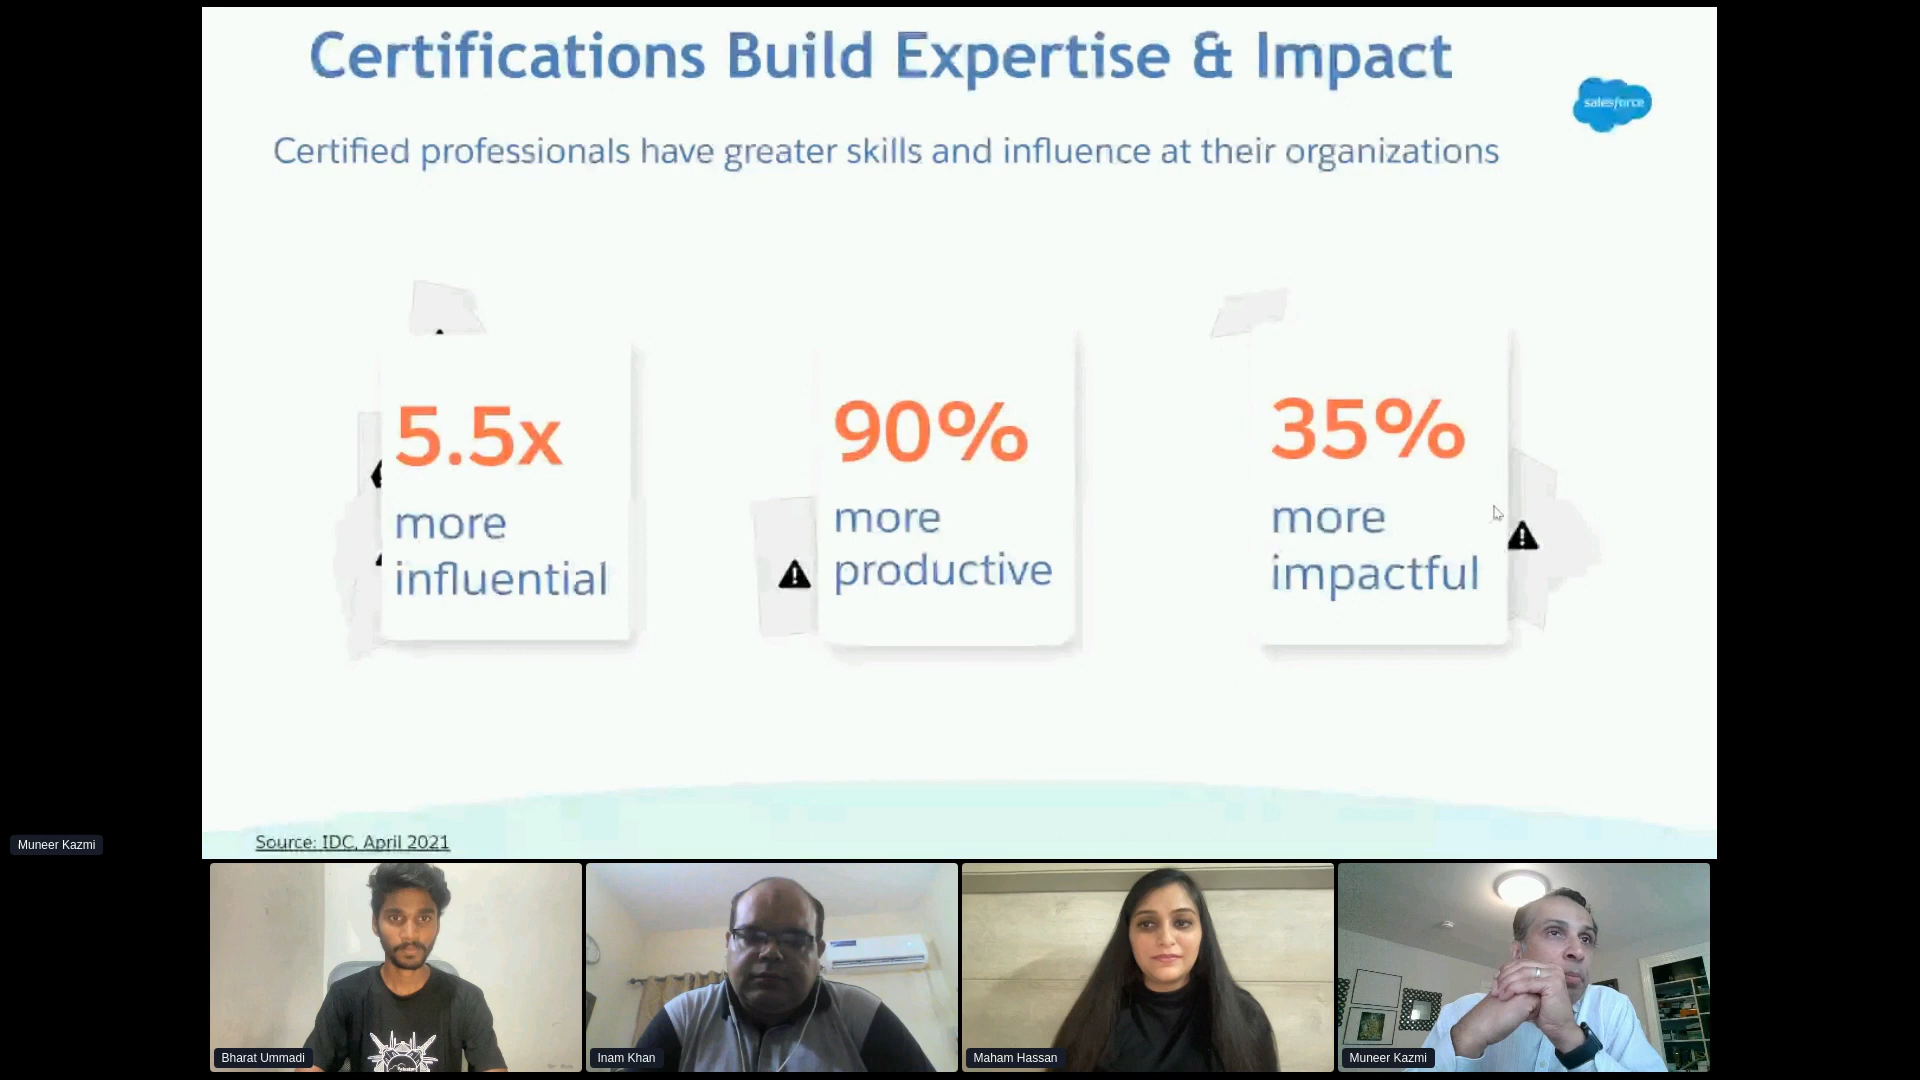 Certifications Build Expertise & Impact
salesforce
Certified professionals have greater skills and influence at their organizations
5.5x
more
influential
90%
more
productive
35%
more
impactful
Source: IDC, April 2021
Muneer Kazmi
Bharat Ummadi
Inam Khan
Maham Hassan
Muneer Kazmi